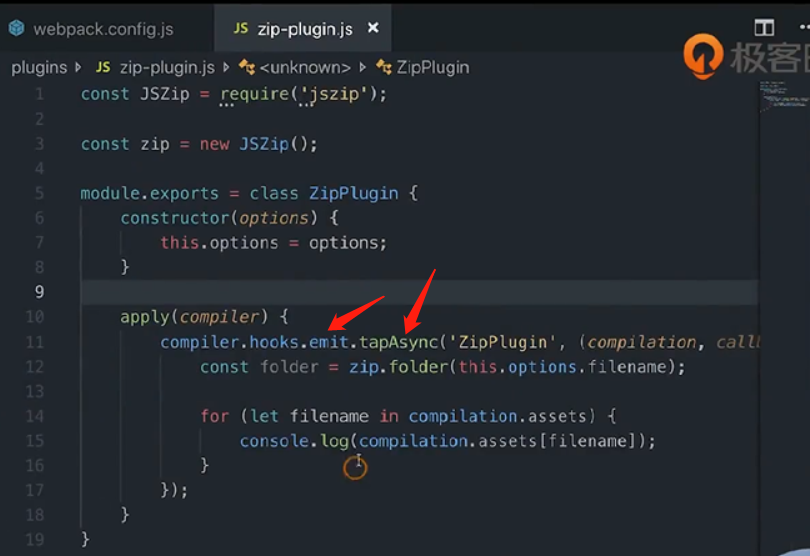 webpack.config.js
JS zip-plugin.js ×
plugins JS zip-plugin.js <unknown> ZipPlugin
极客
1 const JSZip = require('jszip');
2
3 const zip = new JSZip();
4
5 module.exports = class ZipPlugin {
6 constructor(options) {
7 this.options = options;
8 }
9
10 apply(compiler) {
11 compiler.hooks.emit.tapAsync('ZipPlugin', (compilation, call
12 const folder = zip.folder(this.options.filename);
13
14 for (let filename in compilation.assets) {
15 console.log(compilation.assets[filename]);
16 }
17 });
18 }
19 }